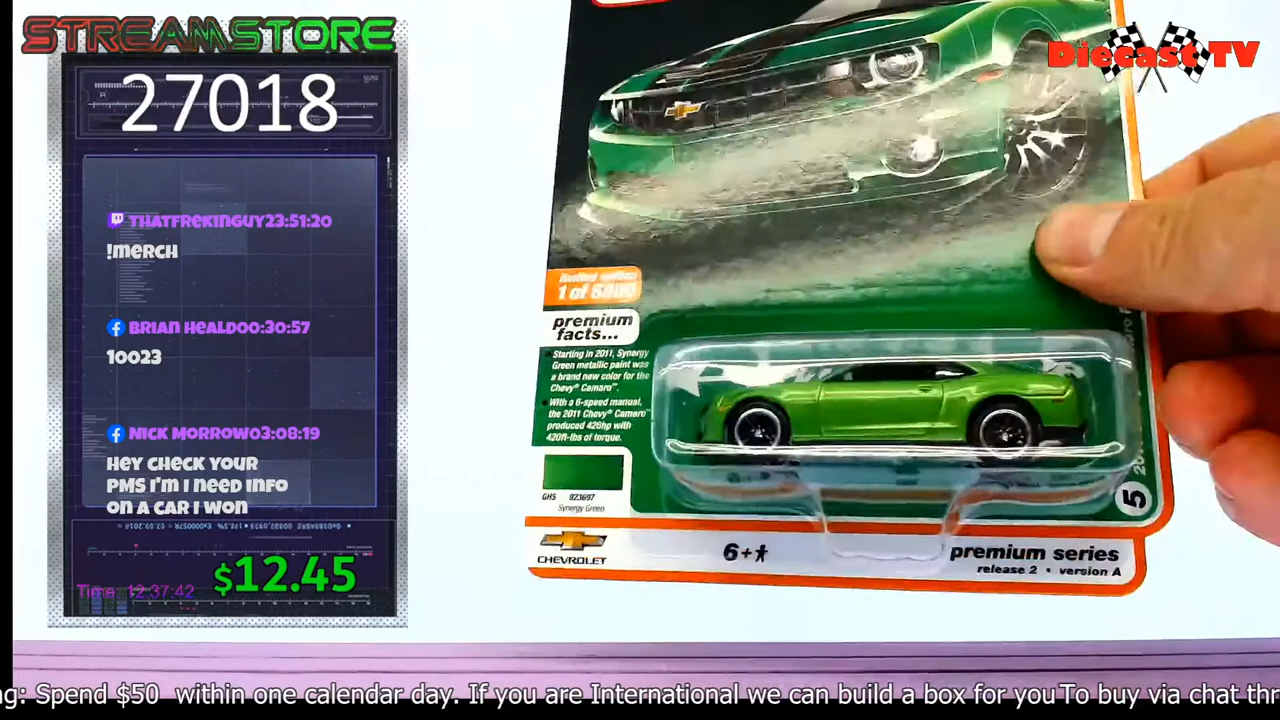 STREAMSTORE
27018
THATFREKINGUY23:51:20
!merch
Brian Heald00:30:57
10023
Nick Morrow03:08:19
Hey check your
PMs I'm I need info
on a car I won
Time: 12:37:42
$12.45
Diecast TV
limited edition
premium
facts...
Starting in 2011, Synergy
Green metallic paint was
a brand new color for the
Chevy® Camaro™.
With a 6-speed manual,
the 2011 Chevy® Camaro™
produced 426hp with
420ft-lbs of torque.
GHS 923697
Synergy Green
CHEVROLET
6+
5
premium series
release 2 • version A
ng: Spend $50 within one calendar day. If you are International we can build a box for you To buy via chat thr